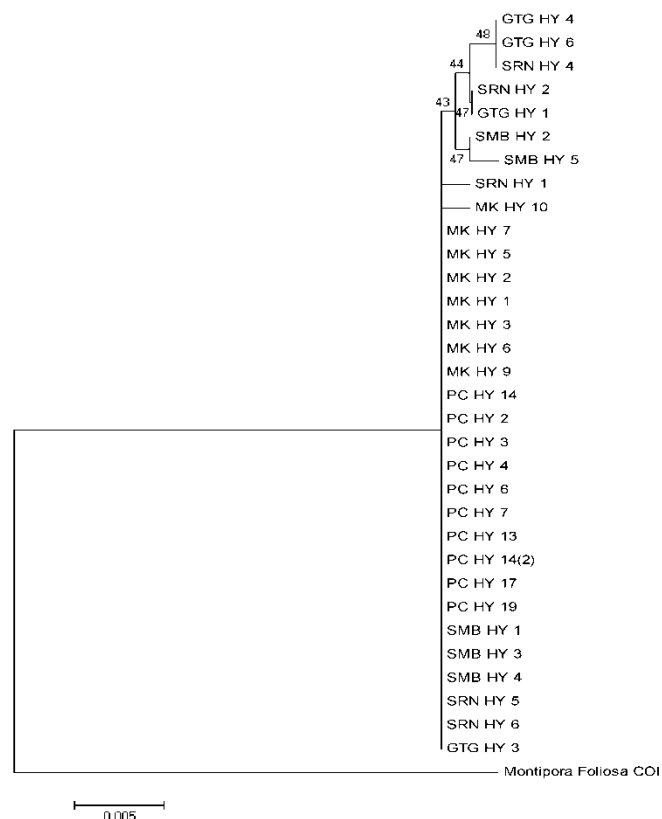 GTG HY 4
48
GTG HY 6
SRN HY 4
44
SRN HY 2
43
47
GTG HY 1
SMB HY 2
47
SMB HY 5
SRN HY 1
MK HY 10
MK HY 7
MK HY 5
MK HY 2
MK HY 1
MK HY 3
MK HY 6
MK HY 9
PC HY 14
PC HY 2
PC HY 3
PC HY 4
PC HY 6
PC HY 7
PC HY 13
PC HY 14(2)
PC HY 17
PC HY 19
SMB HY 1
SMB HY 3
SMB HY 4
SRN HY 5
SRN HY 6
GTG HY 3
Montipora Foliosa COI
0.005